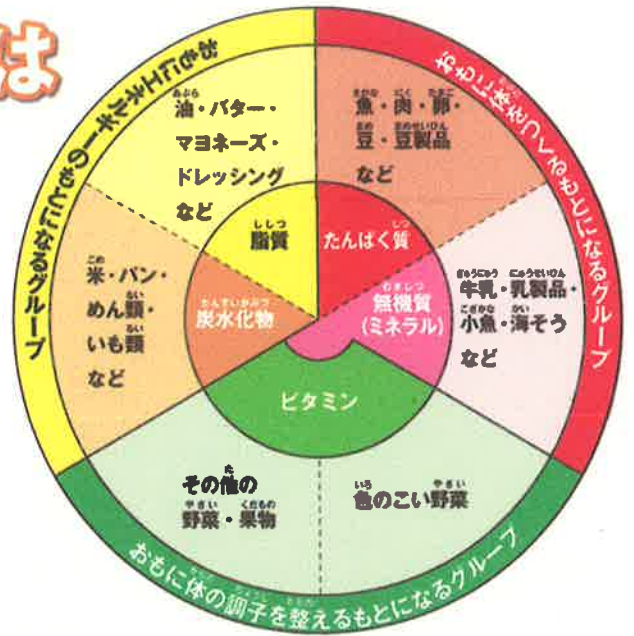 は
おもにエネルギーのもとになるグループ
おもに体をつくるもとになるグループ
油・バター・
マヨネーズ・
ドレッシング
など
魚・肉・卵・
豆・豆製品
など
脂質
たんぱく質
米・パン・
めん類・
いも類
など
炭水化物
無機質
(ミネラル)
牛乳・乳製品・
小魚・海そう
など
ビタミン
その他の
野菜・果物
色のこい野菜
おもに体の調子を整えるもとになるグループ